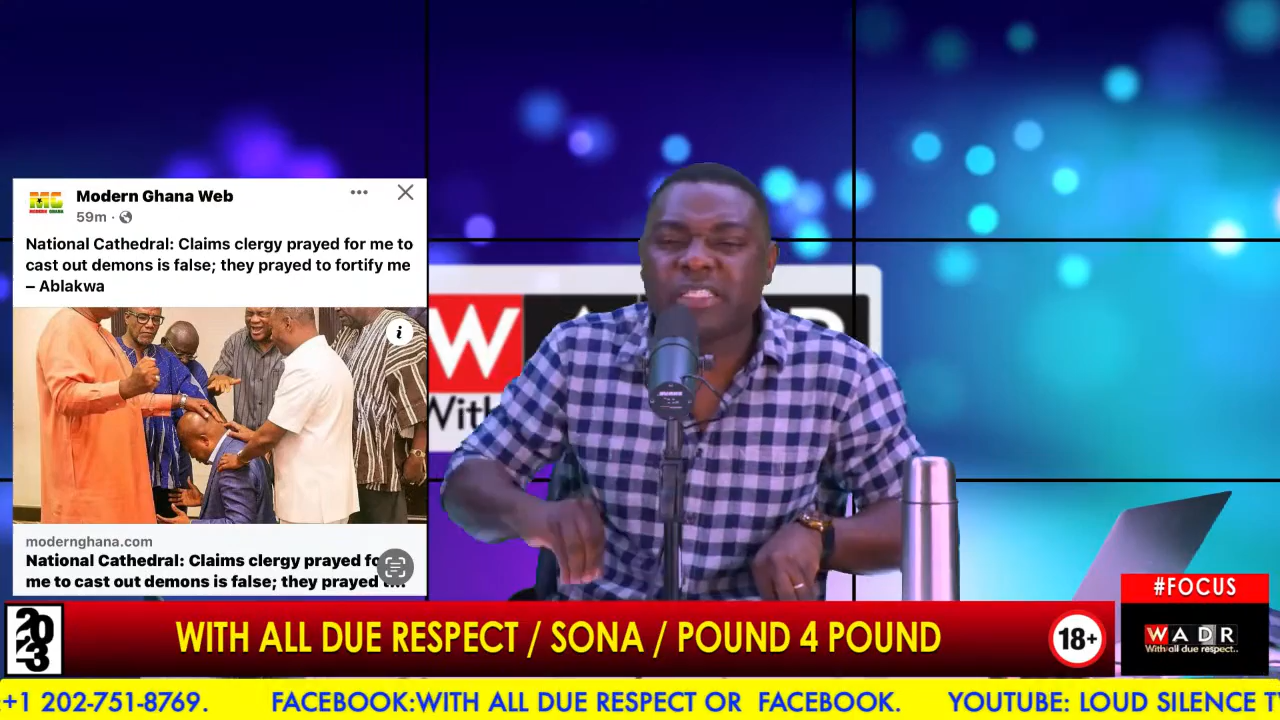 Modern Ghana Web
59m ·
National Cathedral: Claims clergy prayed for me to
cast out demons is false; they prayed to fortify me
– Ablakwa
modernghana.com
National Cathedral: Claims clergy prayed fo
me to cast out demons is false; they prayed
W
With
#FOCUS
2023
WITH ALL DUE RESPECT / SONA / POUND 4 POUND
18+
WADR
With all due respect..
+1 202-751-8769. FACEBOOK:WITH ALL DUE RESPECT OR FACEBOOK. YOUTUBE: LOUD SILENCE T